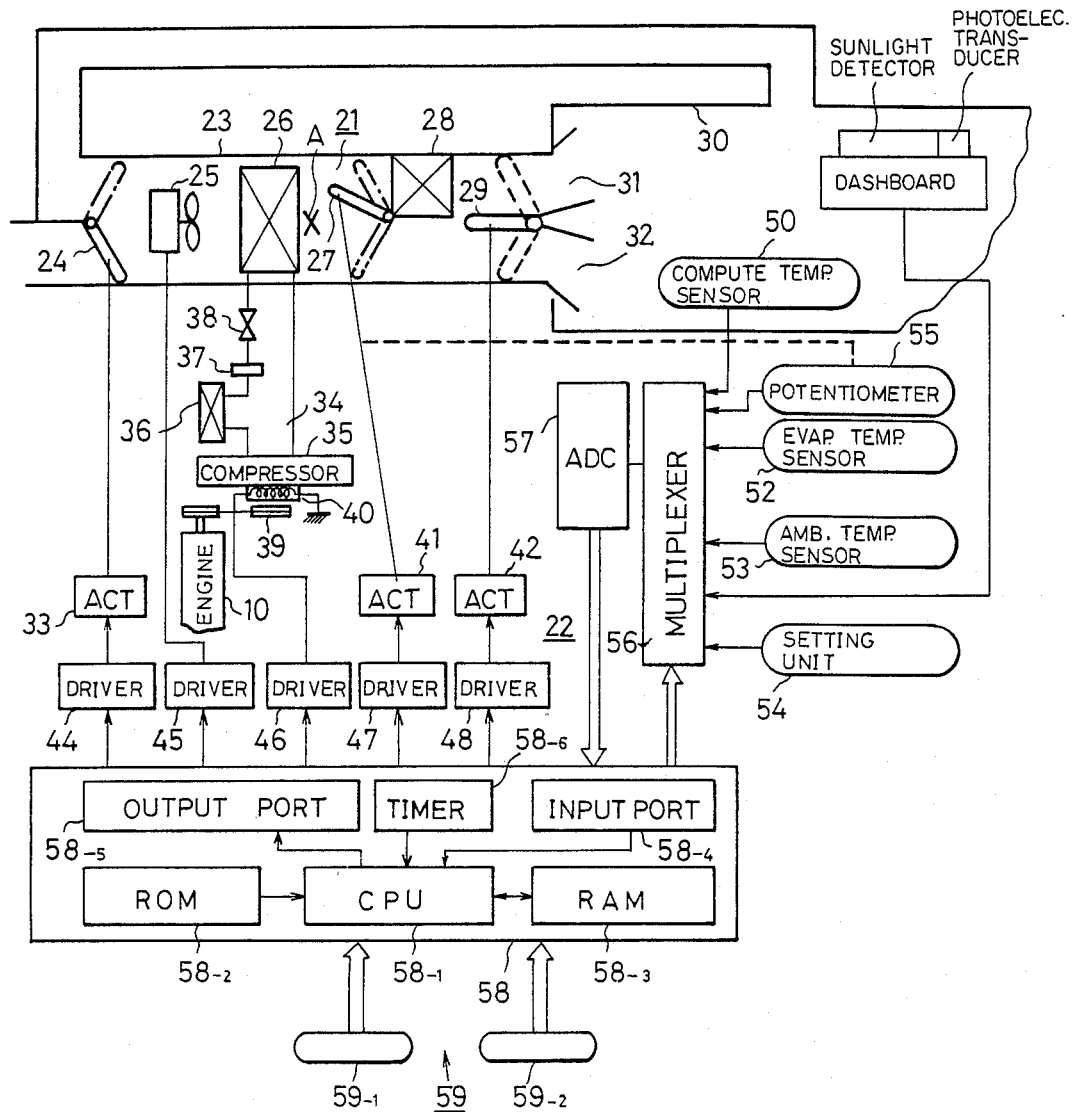 PHOTOELEC.
TRANS-
DUCER
SUNLIGHT
DETECTOR
23
26
A
21
28
30
25
DASHBOARD
31
29
24
27
32
50
COMPUTE TEMP.
SENSOR
38
55
37
34
36
35
57
POTENTIOMETER
ADC
MULTIPLEXER
EVAP. TEMP.
SENSOR
52
COMPRESSOR
40
39
AMB. TEMP.
SENSOR
53
41
42
ACT
33
ENGINE
10
ACT
ACT
22
56
SETTING
UNIT
54
DRIVER
DRIVER
DRIVER
DRIVER
DRIVER
44
45
46
47
48
58-6
OUTPUT PORT
TIMER
INPUT PORT
58-5
58-4
ROM
CPU
RAM
58-2
58-1
58
58-3
59-1
59
59-2